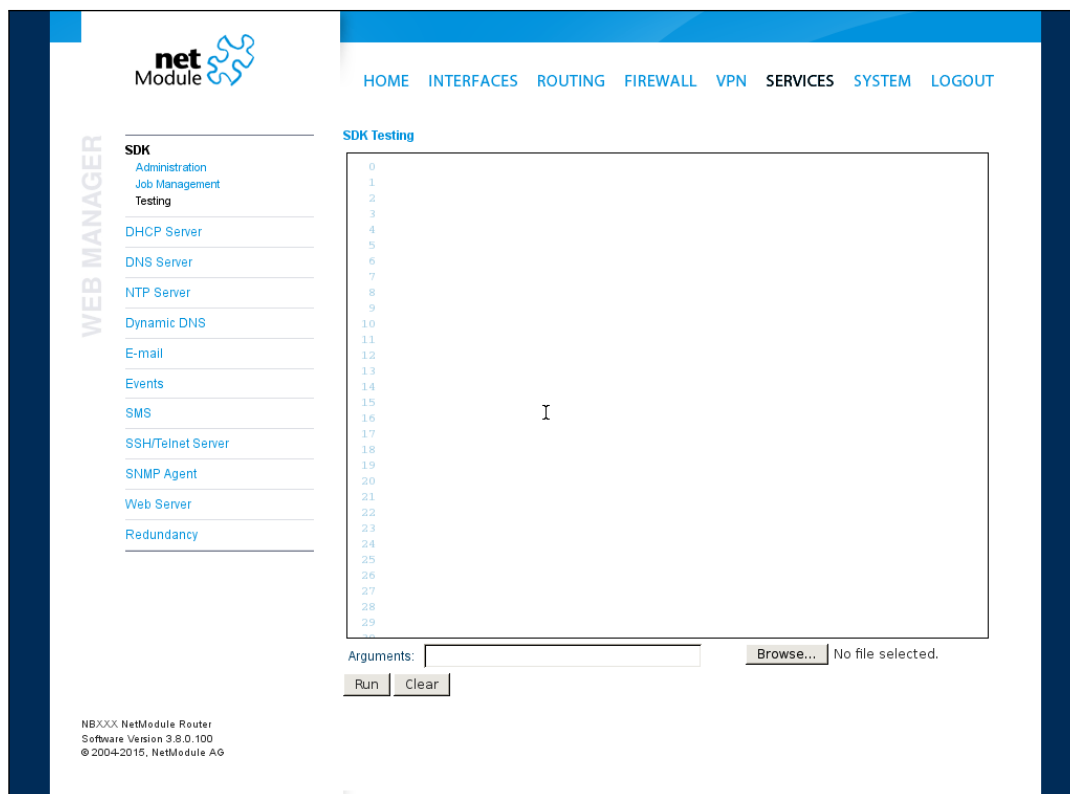 net
Module
HOME INTERFACES ROUTING FIREWALL VPN SERVICES SYSTEM LOGOUT
WEB MANAGER
SDK
Administration
Job Management
Testing
DHCP Server
DNS Server
NTP Server
Dynamic DNS
E-mail
Events
SMS
SSH/Telnet Server
SNMP Agent
Web Server
Redundancy
SDK Testing
0
1
2
3
4
5
6
7
8
9
10
11
12
13
14
15
16
17
18
19
20
21
22
23
24
25
26
27
28
29
Arguments: Browse... No file selected.
Run Clear
NBXXX NetModule Router
Software Version 3.8.0.100
© 2004-2015, NetModule AG